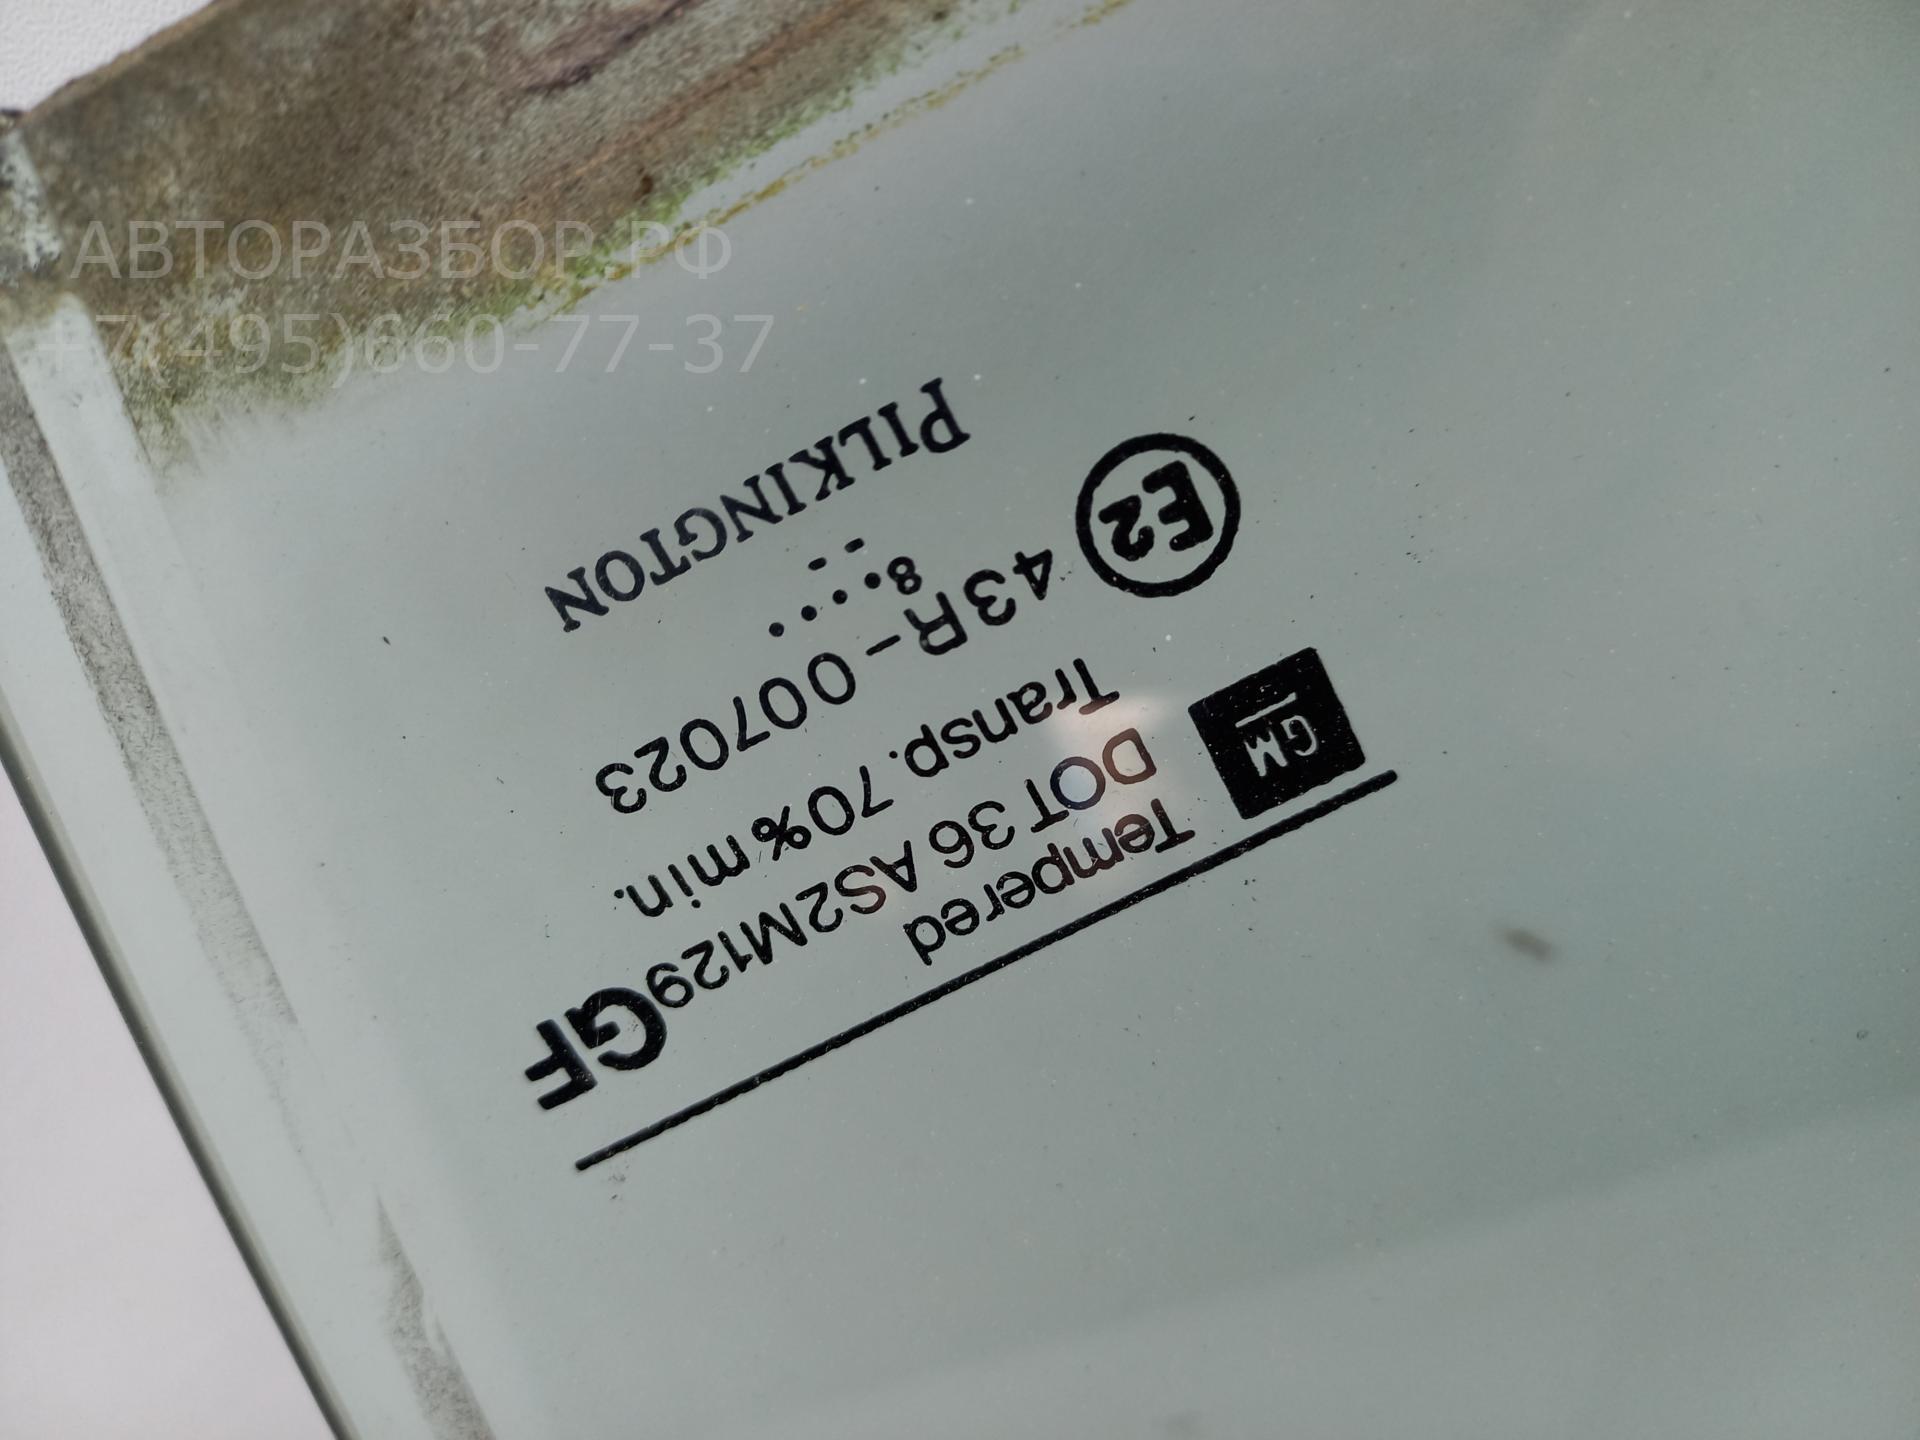 АВТОРАЗБОР.РФ
+7(495)660-77-37
GM
Tempered
DOT 36 AS2M129GF
Transp. 70% min.
E2
43R-007023
8....
PILKINGTON